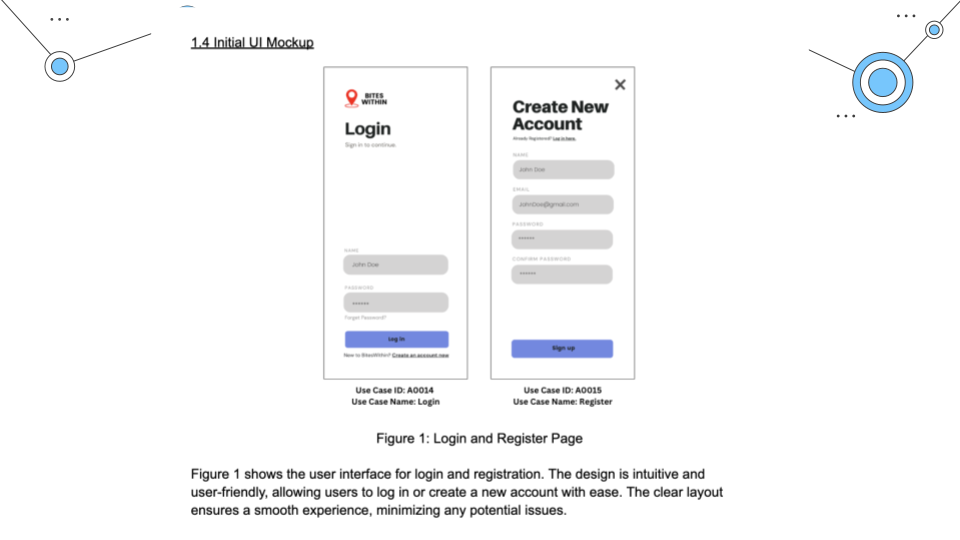 1.4 Initial UI Mockup
BITES
WITHIN
Login
Sign in to continue
NAME
John Doe
PASSWORD
******
Forget Password?
Log in
New to BitesWithin? Create an account now
Use Case ID: A0014
Use Case Name: Login
Create New
Account
Already Registered? Log in here.
NAME
John Doe
EMAIL
JohnDoe@gmail.com
PASSWORD
******
CONFIRM PASSWORD
******
Sign up
Use Case ID: A0015
Use Case Name: Register
Figure 1: Login and Register Page
Figure 1 shows the user interface for login and registration. The design is intuitive and
user-friendly, allowing users to log in or create a new account with ease. The clear layout
ensures a smooth experience, minimizing any potential issues.